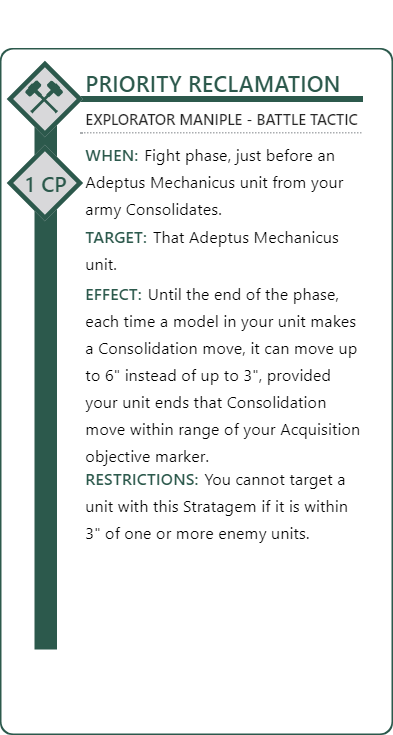 PRIORITY RECLAMATION
EXPLORATOR MANIPLE - BATTLE TACTIC
1 CP
WHEN: Fight phase, just before an
Adeptus Mechanicus unit from your
army Consolidates.
TARGET: That Adeptus Mechanicus
unit.
EFFECT: Until the end of the phase,
each time a model in your unit makes
a Consolidation move, it can move up
to 6" instead of up to 3", provided
your unit ends that Consolidation
move within range of your Acquisition
objective marker.
RESTRICTIONS: You cannot target a
unit with this Stratagem if it is within
3" of one or more enemy units.